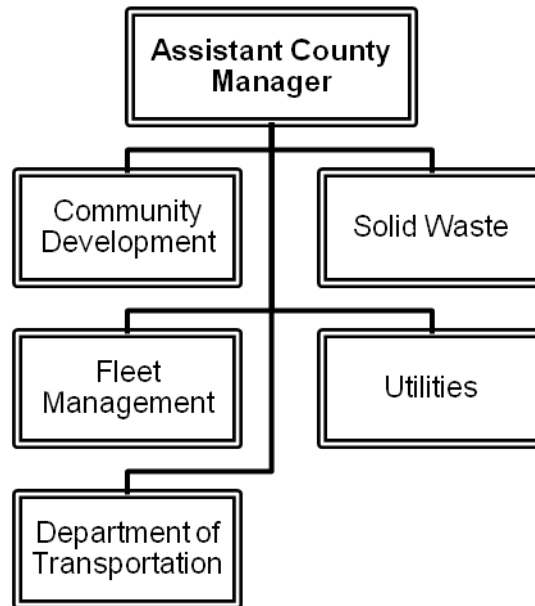 Assistant County
Manager
Community
Development
Solid Waste
Fleet
Management
Utilities
Department of
Transportation